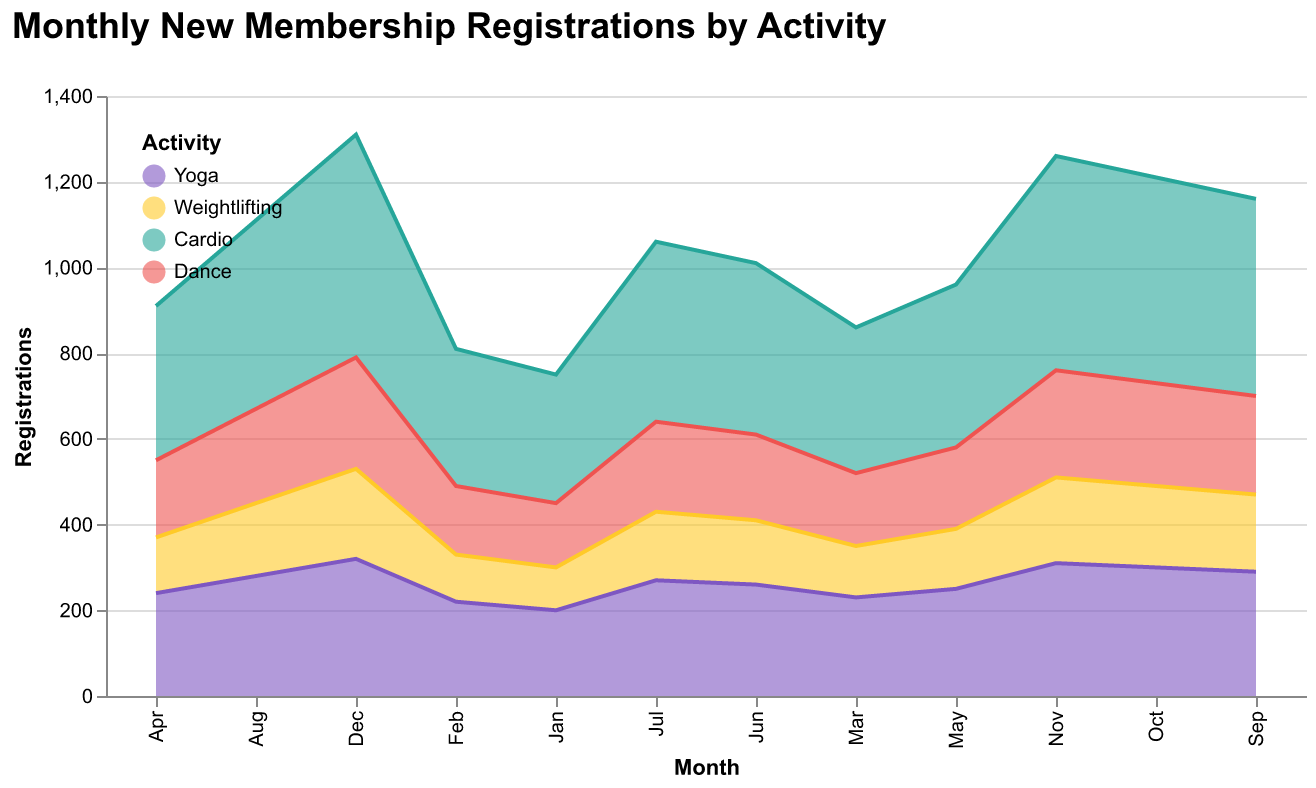 Monthly New Membership Registrations by Activity
1,400
1,200
1,000
800
600
400
200
0
Registrations
Activity
Yoga
Weightlifting
Cardio
Dance
Apr
Aug
Dec
Feb
Jan
Jul
Jun
Mar
May
Nov
Oct
Sep
Month